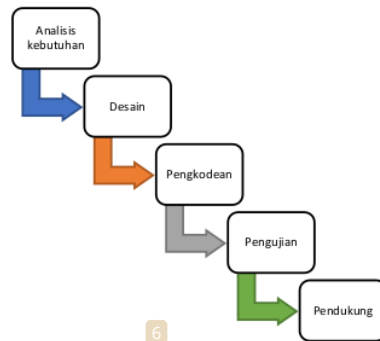 Analisis
kebutuhan
Desain
Pengkodean
Pengujian
Pendukung
6